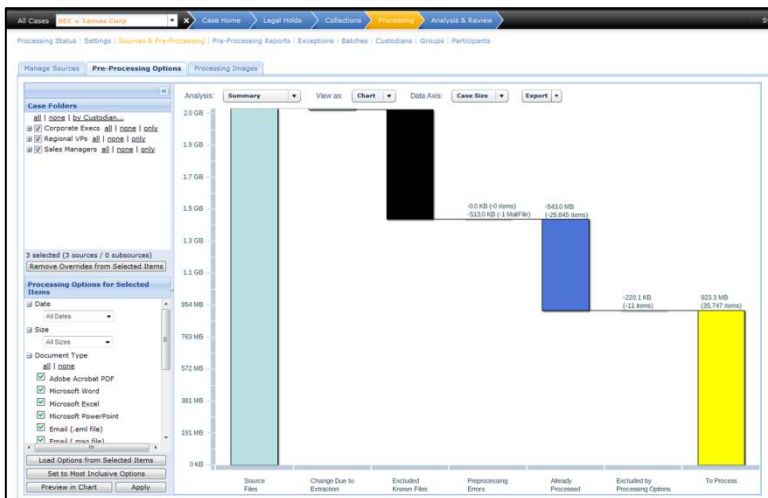 All Cases SEC v Tamas Corp Case Home Legal Holds Collections Processing Analysis & Review
Processing Status | Settings | Sources & Pre-Processing | Pre-Processing Reports | Exceptions | Batches | Custodians | Groups | Participants
Manage Sources Pre-Processing Options Processing Images
Case Folders
all | none | by Custodian...
Corporate Execs all | none | only
Regional VPs all | none | only
Sales Managers all | none | only
3 selected (3 sources / 0 subsources)
Remove Overrides from Selected Items
Processing Options for Selected
Items
Date
All Dates
Size
All Sizes
Document Type
all | none
Adobe Acrobat PDF
Microsoft Word
Microsoft Excel
Microsoft PowerPoint
Email (.eml file)
Email (.msg file)
Load Options from Selected Items
Set to Most Inclusive Options
Preview in Chart Apply
Analysis: Summary View as: Chart Data Axis: Case Size Export
2.0 GB
1.9 GB
1.7 GB
1.5 GB
1.3 GB
1.1 GB
954 MB
763 MB
572 MB
381 MB
191 MB
0 KB
-0.0 KB (-0 items)
-513.0 KB (-1 MailFile)
-543.0 MB
(-29,645 items)
-220.1 KB
(-11 items)
923.3 MB
(35,747 items)
Source
Files
Change Due to
Extraction
Excluded
Known Files
Preprocessing
Errors
Already
Processed
Excluded by
Processing Options
To Process